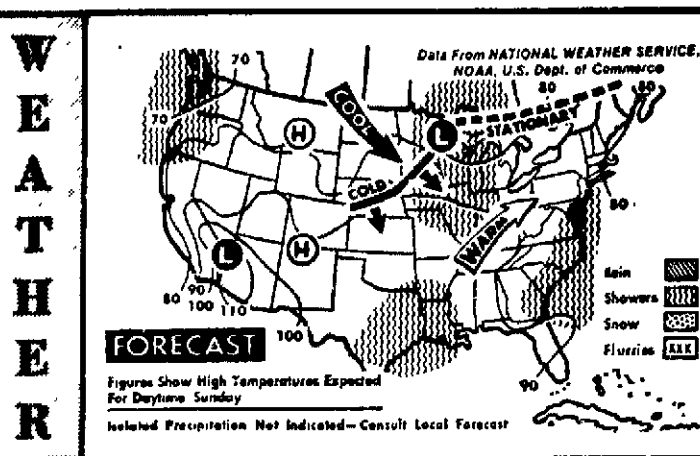 WEATHER
Data From NATIONAL WEATHER SERVICE,
NOAA, U.S. Dept. of Commerce
70
80
80
70
COOL
L
STATIONARY
H
COLD
80
WARM
H
L
80
90
100
110
100
90
Rain
Showers
Snow
Flurries
XXX
FORECAST
Figures Show High Temperatures Expected
For Daytime Sunday
Isolated Precipitation Not Indicated—Consult Local Forecast